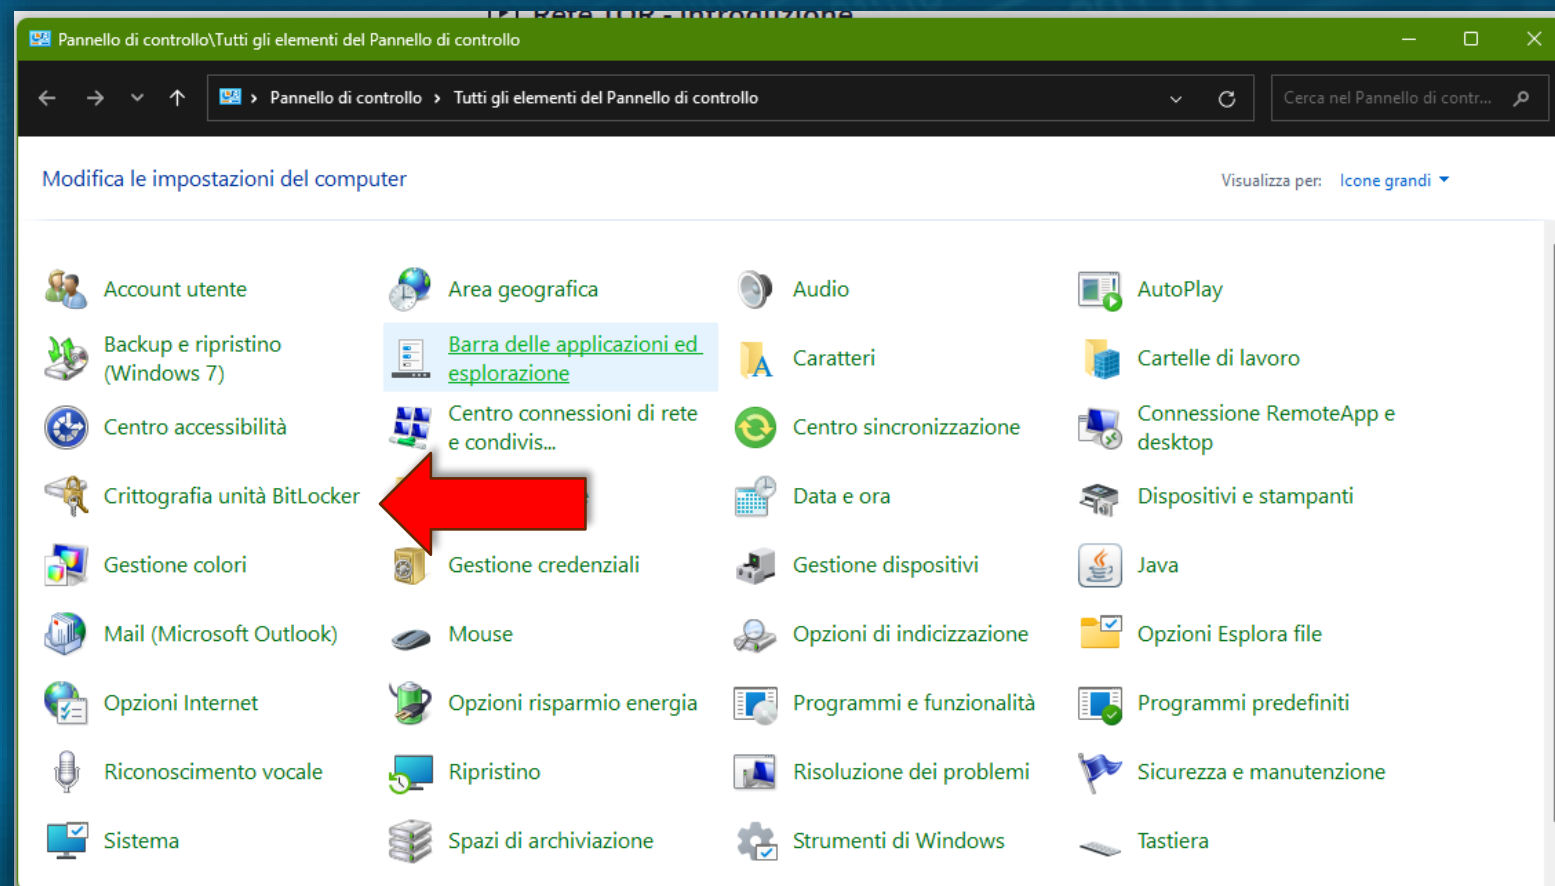 Rete TOR - Introduzione
Pannello di controllo\Tutti gli elementi del Pannello di controllo
Pannello di controllo > Tutti gli elementi del Pannello di controllo
Cerca nel Pannello di contr...
Modifica le impostazioni del computer
Visualizza per: Icone grandi
Account utente
Area geografica
Audio
AutoPlay
Backup e ripristino
(Windows 7)
Barra delle applicazioni ed
esplorazione
Caratteri
Cartelle di lavoro
Centro accessibilità
Centro connessioni di rete
e condivis...
Centro sincronizzazione
Connessione RemoteApp e
desktop
Crittografia unità BitLocker
Data e ora
Dispositivi e stampanti
Gestione colori
Gestione credenziali
Gestione dispositivi
Java
Mail (Microsoft Outlook)
Mouse
Opzioni di indicizzazione
Opzioni Esplora file
Opzioni Internet
Opzioni risparmio energia
Programmi e funzionalità
Programmi predefiniti
Riconoscimento vocale
Ripristino
Risoluzione dei problemi
Sicurezza e manutenzione
Sistema
Spazi di archiviazione
Strumenti di Windows
Tastiera